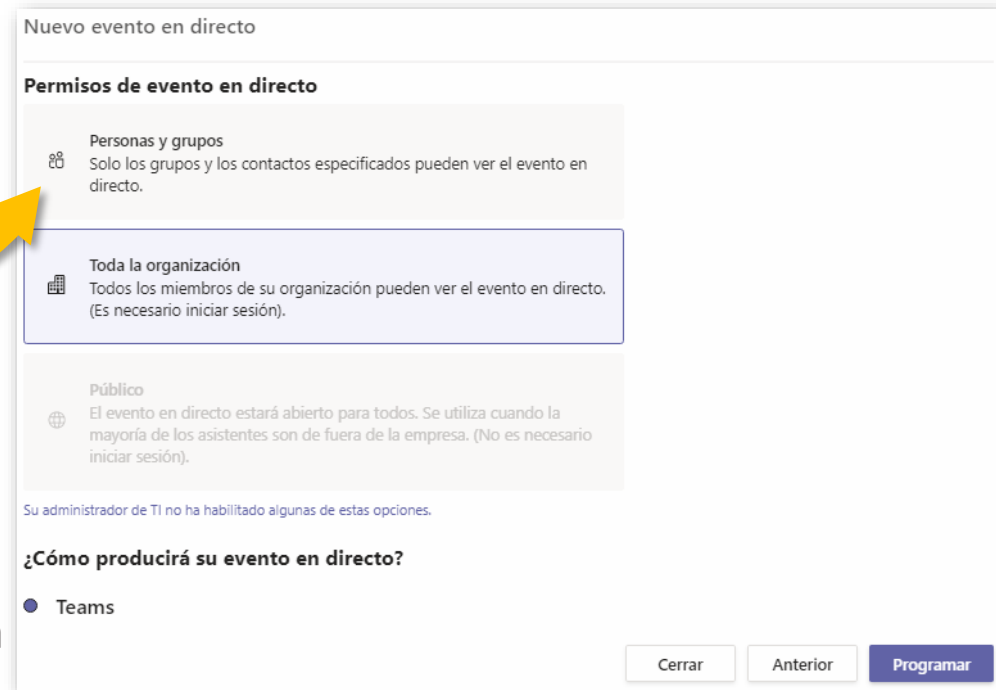 Nuevo evento en directo
Permisos de evento en directo
Personas y grupos
Solo los grupos y los contactos especificados pueden ver el evento en
directo.
Toda la organización
Todos los miembros de su organización pueden ver el evento en directo.
(Es necesario iniciar sesión).
Público
El evento en directo estará abierto para todos. Se utiliza cuando la
mayoría de los asistentes son de fuera de la empresa. (No es necesario
iniciar sesión).
Su administrador de TI no ha habilitado algunas de estas opciones.
¿Cómo producirá su evento en directo?
Teams
Cerrar Anterior Programar